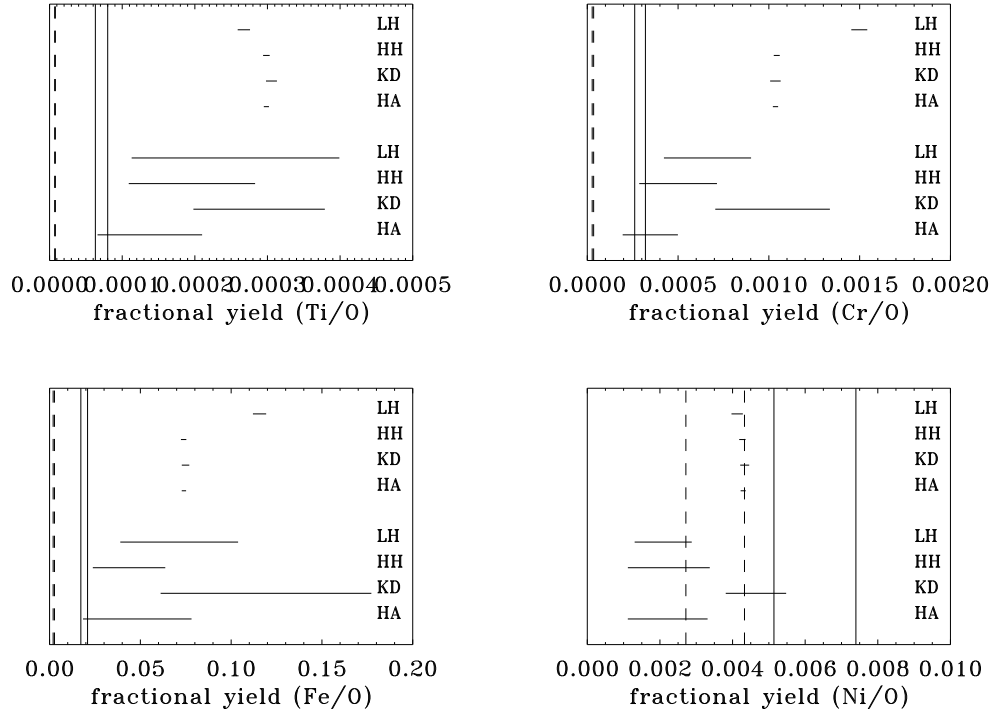 LH
HH
KD
HA
LH
HH
KD
HA
0.0000 0.0001 0.0002 0.0003 0.0004 0.0005
fractional yield (Ti/O)
LH
HH
KD
HA
LH
HH
KD
HA
0.0000 0.0005 0.0010 0.0015 0.0020
fractional yield (Cr/O)
LH
HH
KD
HA
LH
HH
KD
HA
0.00 0.05 0.10 0.15 0.20
fractional yield (Fe/O)
LH
HH
KD
HA
LH
HH
KD
HA
0.000 0.002 0.004 0.006 0.008 0.010
fractional yield (Ni/O)